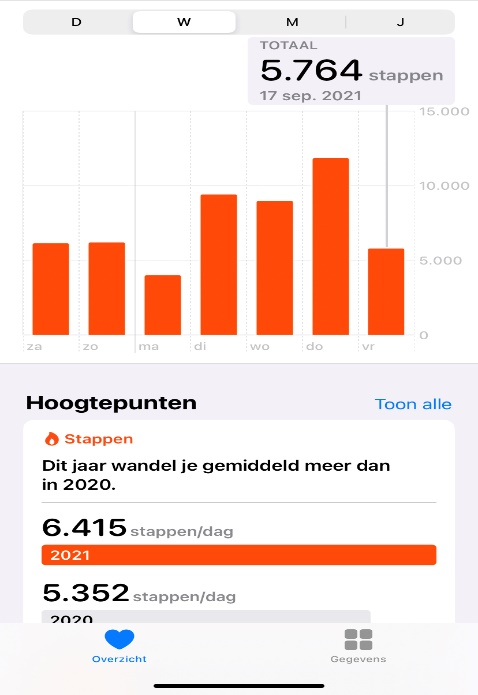 D W M J
TOTAAL
5.764 stappen
17 sep. 2021
15.000
10.000
5.000
0
za zo ma di wo do vr
Hoogtepunten Toon alle
Stappen
Dit jaar wandel je gemiddeld meer dan
in 2020.
6.415 stappen/dag
2021
5.352 stappen/dag
2020
Overzicht Gegevens